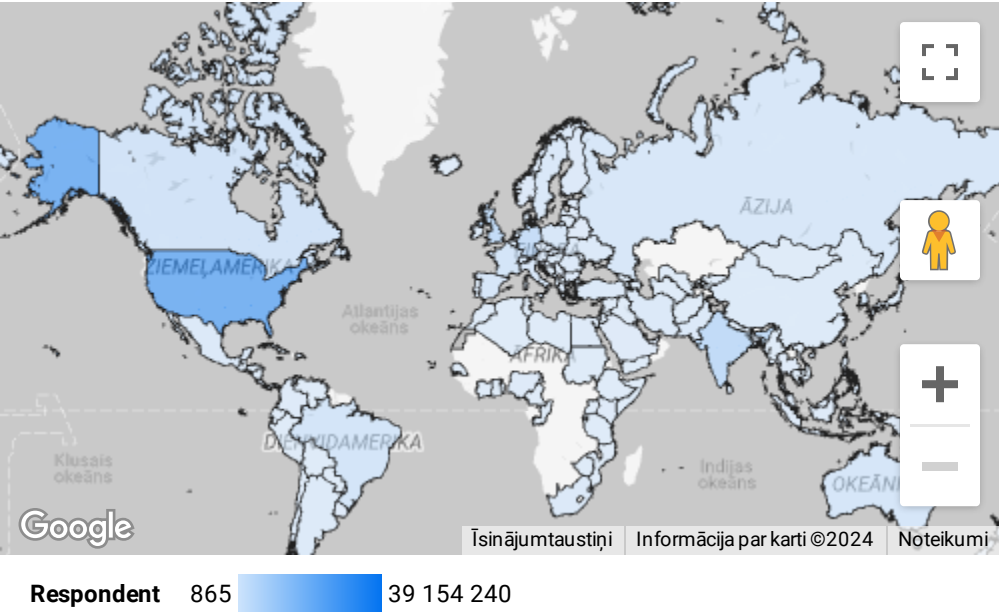 ĀZIJA
ZIEMEĻAMERIKA
Atlantijas
okeāns
ĀFRIKA
DIENVIDAMERIKA
Klusais
okeāns
Indijas
okeāns
OKEĀNI
Google
Īsinājumtaustiņi
Informācija par karti ©2024
Noteikumi
Respondent 865 39 154 240